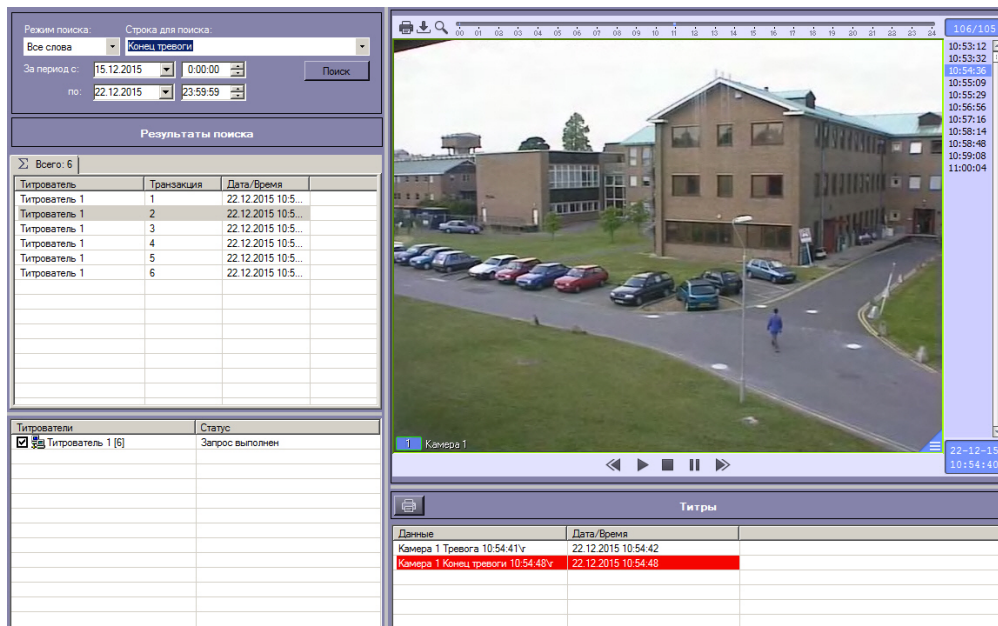 Режим поиска: Строка для поиска:
Все слова Конец тревоги
За период с: 15.12.2015 0:00:00 Поиск
по: 22.12.2015 23:59:59
Результаты поиска
Σ Всего: 6
Титрователь Транзакция Дата/Время
Титрователь 1 1 22.12.2015 10:5...
Титрователь 1 2 22.12.2015 10:5...
Титрователь 1 3 22.12.2015 10:5...
Титрователь 1 4 22.12.2015 10:5...
Титрователь 1 5 22.12.2015 10:5...
Титрователь 1 6 22.12.2015 10:5...
Титрователи Статус
Титрователь 1 [6] Запрос выполнен
00 01 02 03 04 05 06 07 08 09 10 11 12 13 14 15 16 17 18 19 20 21 22 23 24
106/105
10:53:12
10:53:32
10:54:36
10:55:09
10:55:29
10:56:56
10:57:16
10:58:14
10:58:48
10:59:08
11:00:04
1 Камера 1
22-12-15
10:54:40
Титры
Данные Дата/Время
Камера 1 Тревога 10:54:41\r 22.12.2015 10:54:42
Камера 1 Конец тревоги 10:54:48\r 22.12.2015 10:54:48